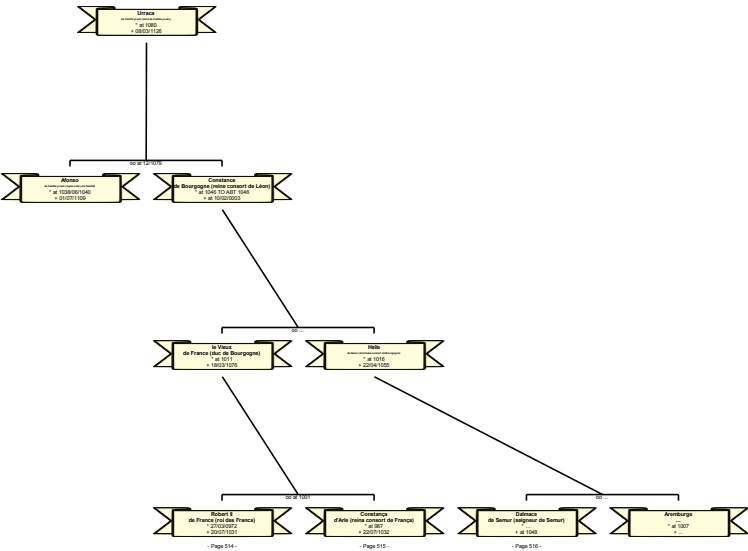 Urraca
* at 1080
+ 08/03/1126
oo at 12/1079
Afonso
* at 1038/06/1040
+ 01/07/1109
Constance
de Bourgogne (reine consort de Léon)
* at 1046 TO ABT 1046
+ at 10/02/0003
oo ...
le Vieux
de France (duc de Bourgogne)
* at 1011
+ 18/03/1076
Helie
* at 1016
+ 22/04/1055
oo at 1001
oo ...
Robert II
de France (roi des Francs)
* 27/03/0972
+ 20/07/1031
Constança
d'Arle (reina consort de França)
* at 987
+ 22/07/1032
Dalmace
de Semur (seigneur de Semur)
* ...
+ at 1048
Aremburge
...
* at 1007
+ ...
- Page 514 -
- Page 515 -
- Page 516 -